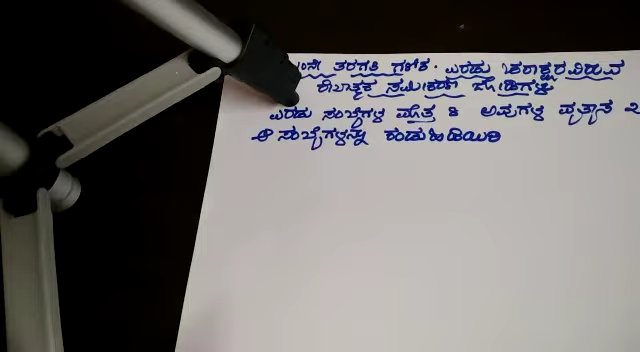 ನೇ ತರಗತಿ ಗಣಿತ. ಎರಡು ಚರಾಕ್ಷರವಿರುವ
ರೇಖಾತ್ಮಕ ಸಮೀಕರಣ ಜೋಡಿಗಳು
ಎರಡು ಸಂಖ್ಯೆಗಳ ಮೊತ್ತ 8 ಅವುಗಳ ವ್ಯತ್ಯಾಸ 2
ಆ ಸಂಖ್ಯೆಗಳನ್ನು ಕಂಡುಹಿಡಿಯಿರಿ